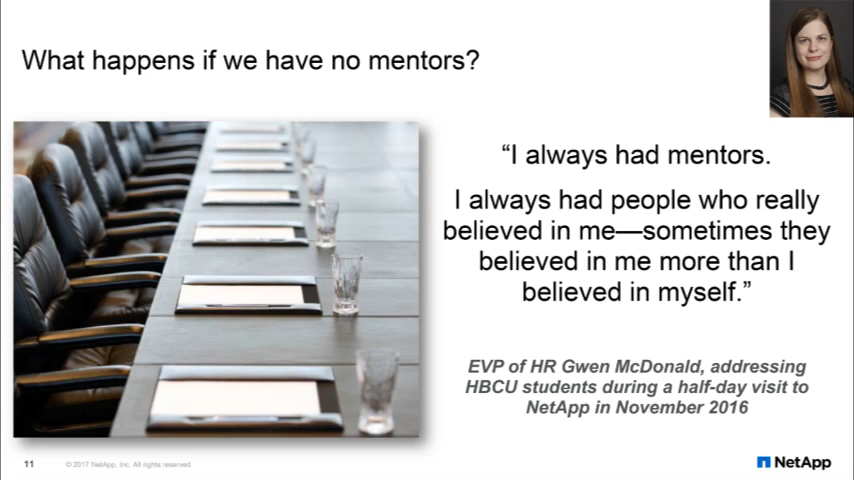 What happens if we have no mentors?
“I always had mentors.
I always had people who really
believed in me—sometimes they
believed in me more than I
believed in myself.”
EVP of HR Gwen McDonald, addressing
HBCU students during a half-day visit to
NetApp in November 2016
11 © 2017 NetApp, Inc. All rights reserved
NetApp